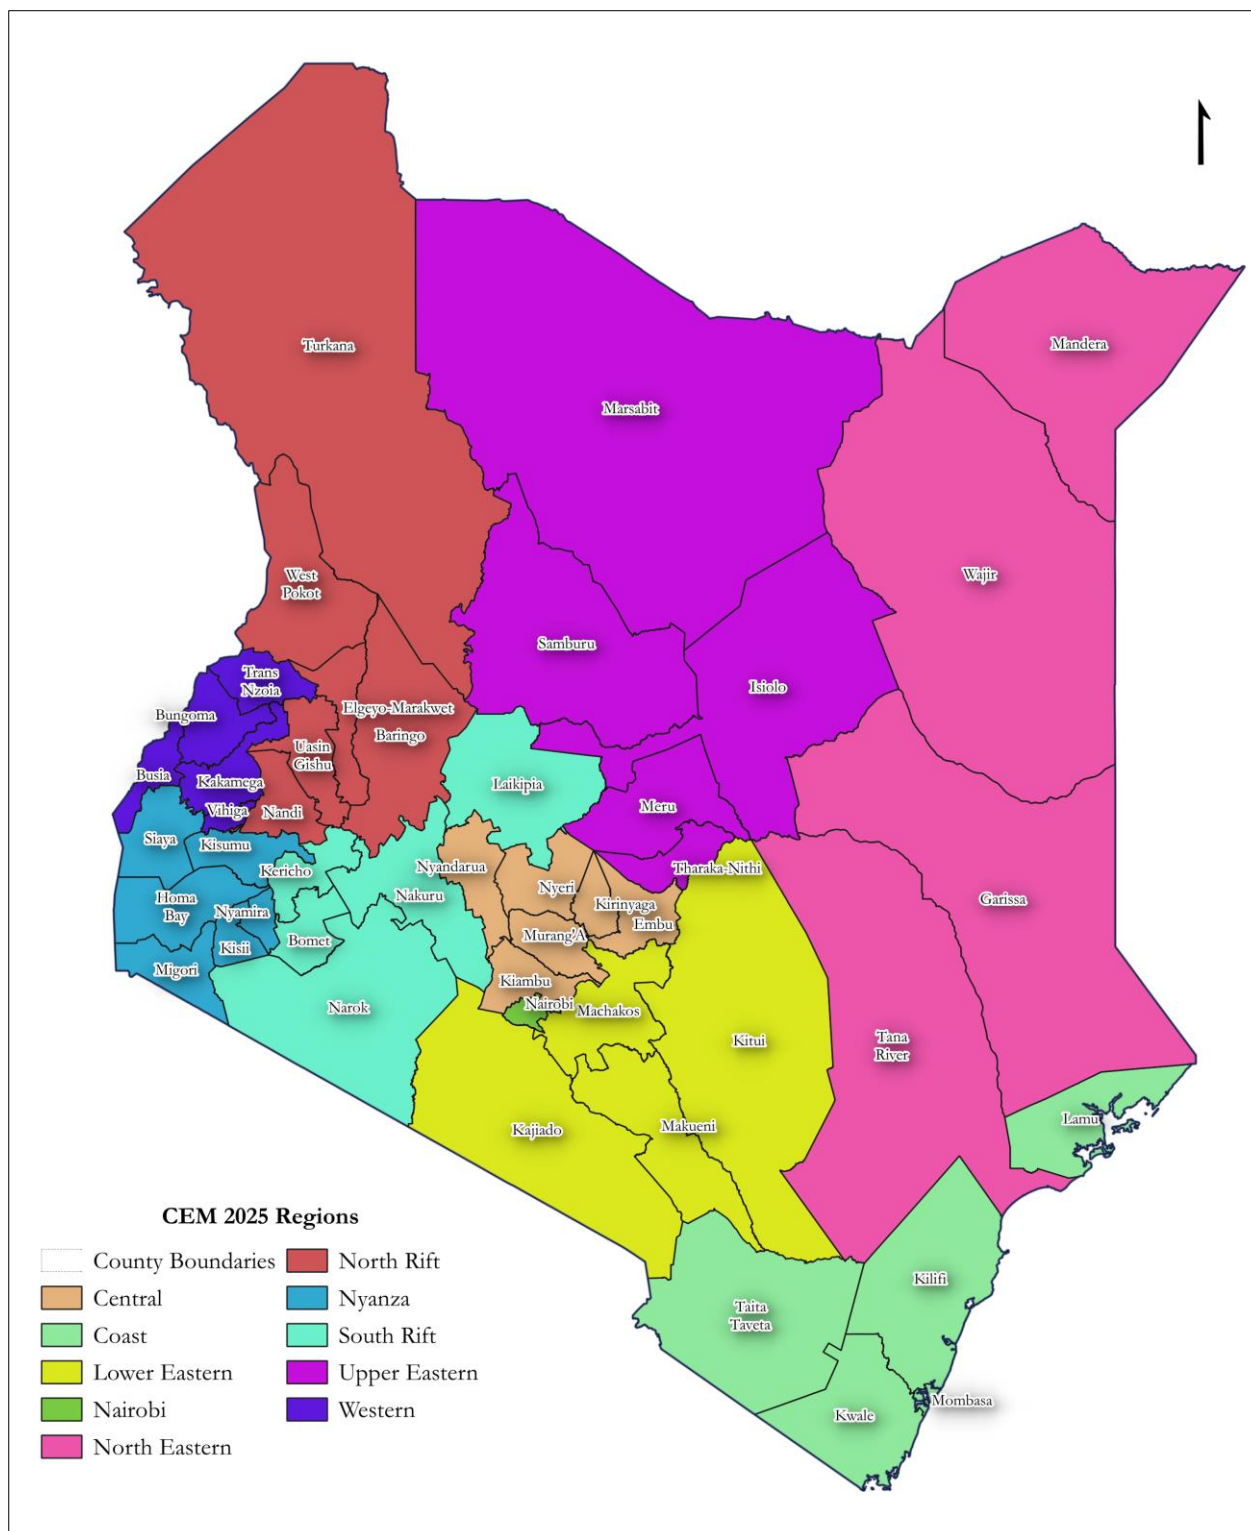 Turkana
Mandera
Marsabit
West
Pokot
Wajir
Samburu
Trans
Nzoia
Isiolo
Bungoma
Elgeyo-Marakwet
Baringo
Uasin
Gishu
Busia
Kakamega
Laikipia
Vihiga
Nandi
Meru
Siaya
Kisumu
Kericho
Nyandarua
Tharaka-Nithi
Nyeri
Nakuru
Homa
Bay
Nyamira
Kirinyaga
Garissa
Embu
Murang'A
Bomet
Kisii
Migori
Kiambu
Nairobi
Narok
Machakos
Kitui
Tana
River
Lamu
Kajiado
Makueni
Kilifi
Taita
Taveta
Mombasa
Kwale
CEM 2025 Regions
County Boundaries
Central
Coast
Lower Eastern
Nairobi
North Eastern
North Rift
Nyanza
South Rift
Upper Eastern
Western